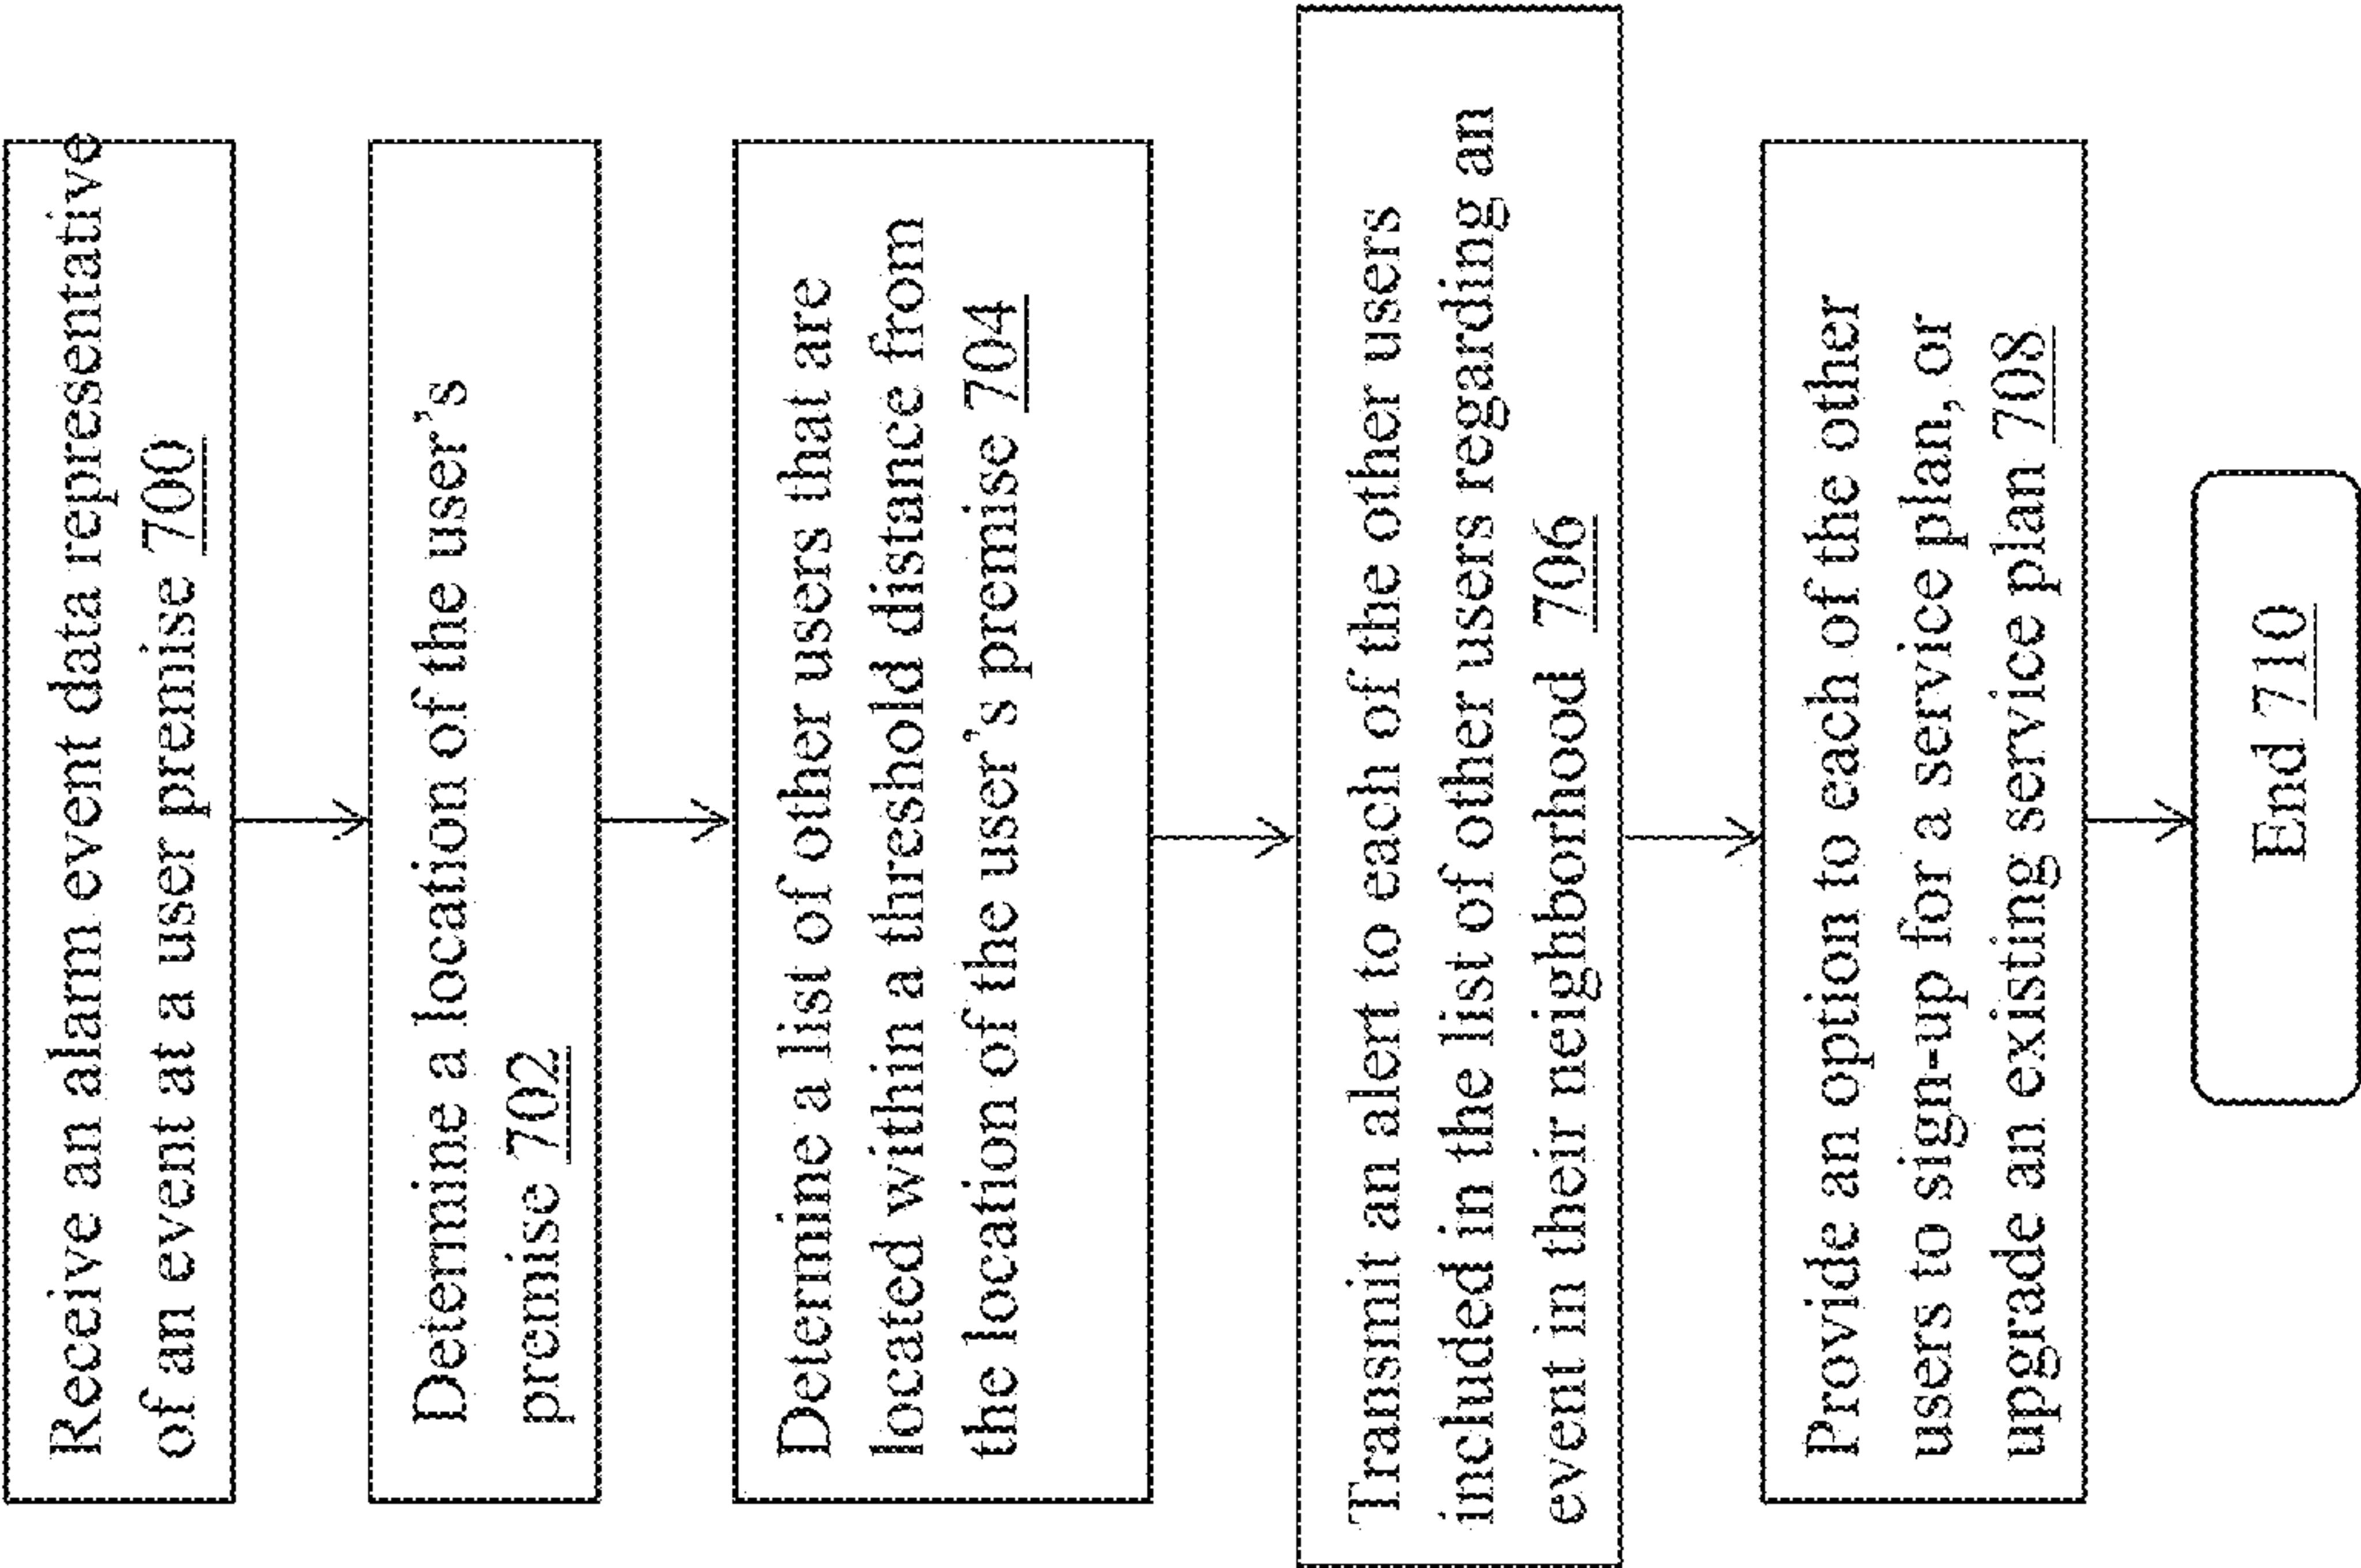 Receive an alarm event data representative
of an event at a user premise 700
Determine a location of the user's
premise 702
Determine a list of other users that are
located within a threshold distance from
the location of the user's premise 704
Transmit an alert to each of the other users
included in the list of other users regarding an
event in their neighborhood 706
Provide an option to each of the other
users to sign-up for a service plan, or
upgrade an existing service plan 708
End 710